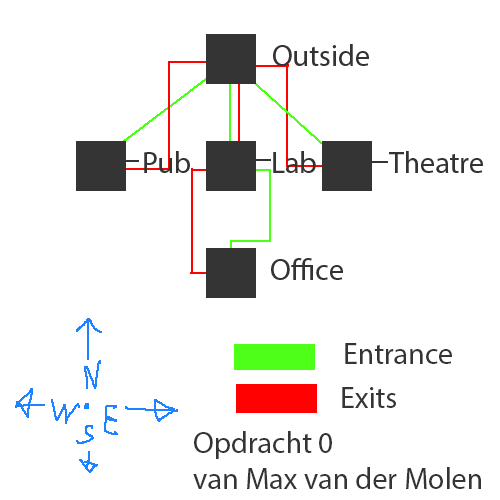 Outside
Pub
Lab
Theatre
Office
Entrance
Exits
N
W
E
S
Opdracht 0
van Max van der Molen